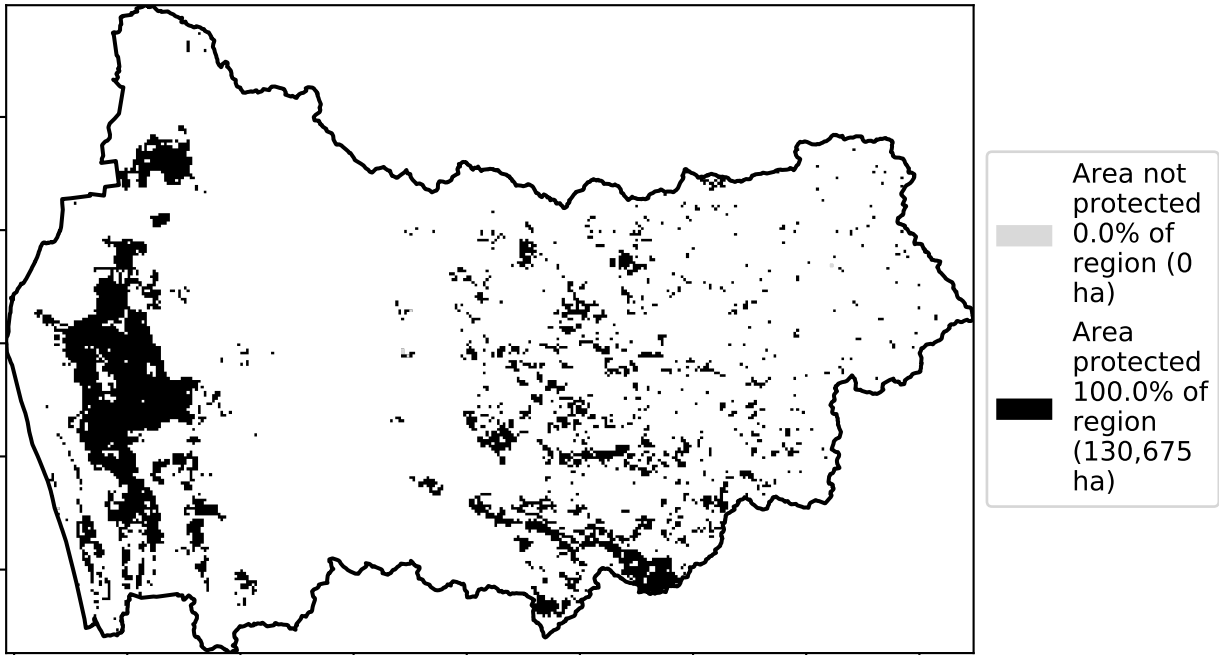 Area not
protected
0.0% of
region (0
ha)
Area
protected
100.0% of
region
(130,675
ha)